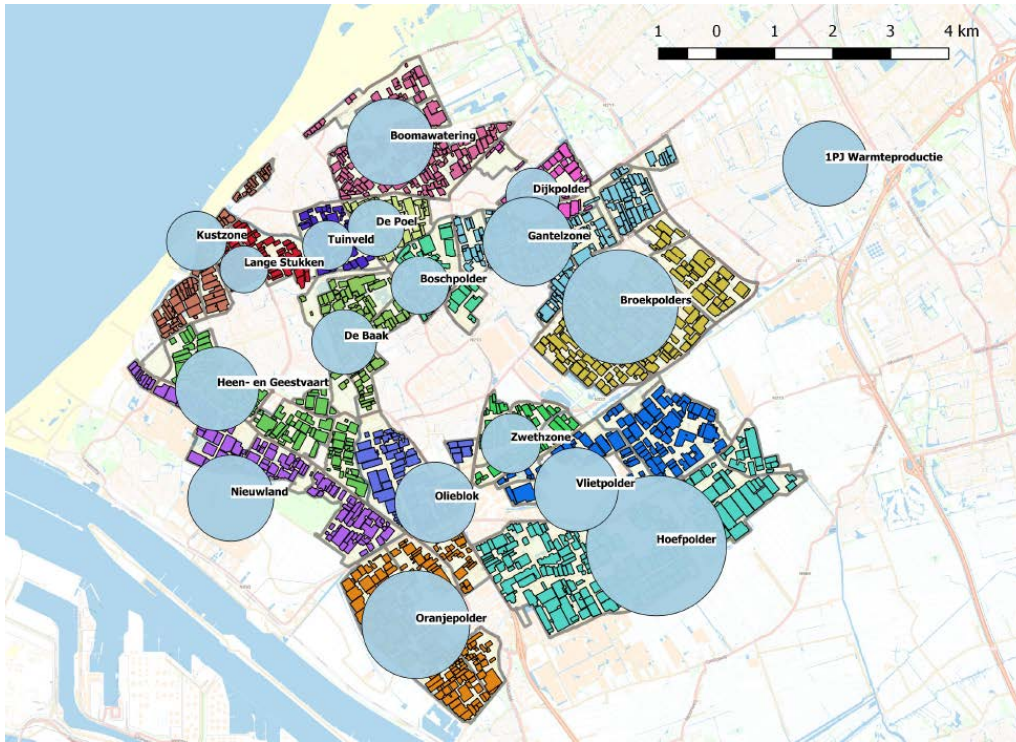 1 0 1 2 3 4 km
Boomawatering
1PJ Warmteproductie
Dijkpolder
De Poel
Kustzone
Tuinveld
Gantelzone
Lange Stukken
Boschpolder
Broekpolders
De Baak
Heen- en Geestvaart
Zwethzone
Vlietpolder
Nieuwland
Olieblok
Hoefpolder
Oranjepolder